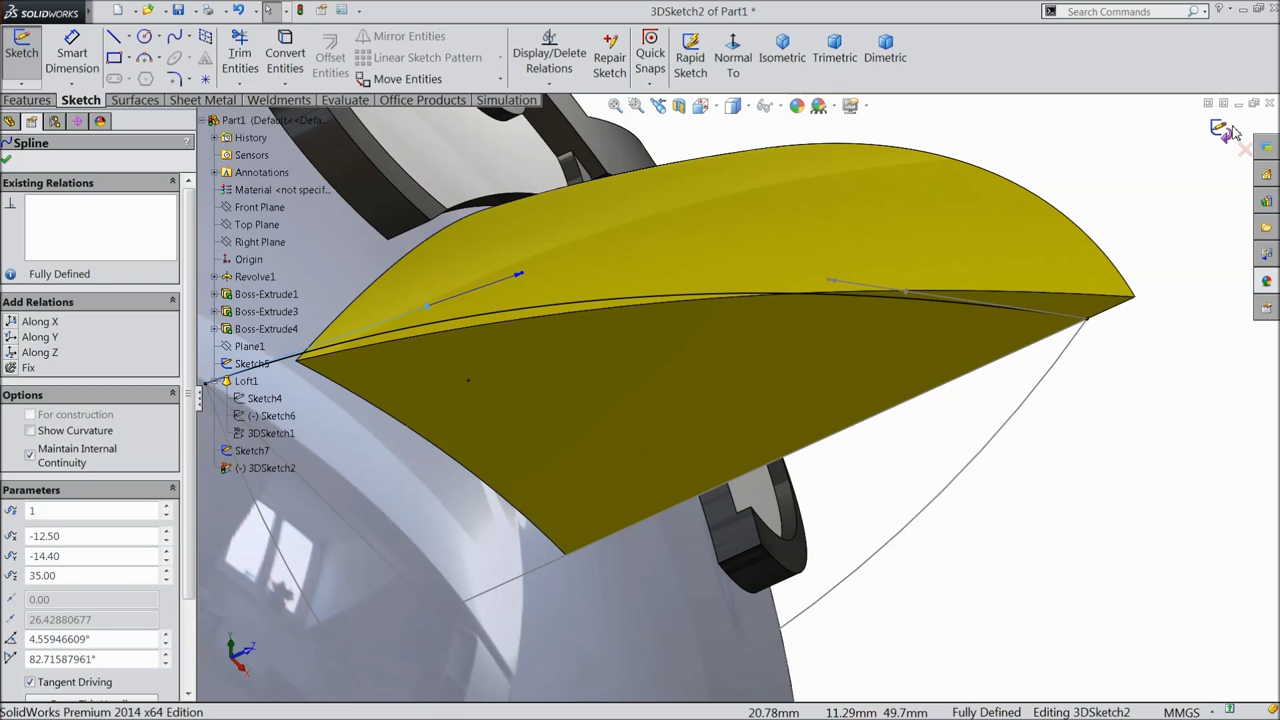 SOLIDWORKS
3DSketch2 of Part1 *
Search Commands
Sketch
Smart
Dimension
Trim
Entities
Convert
Entities
Offset
Entities
Mirror Entities
Linear Sketch Pattern
Move Entities
Display/Delete
Relations
Repair
Sketch
Quick
Snaps
Rapid
Sketch
Normal
To
Isometric
Trimetric
Dimetric
Features
Sketch
Surfaces
Sheet Metal
Weldments
Evaluate
Office Products
Simulation
Spline
?
Existing Relations
Fully Defined
Add Relations
Along X
Along Y
Along Z
Fix
Options
For construction
Show Curvature
Maintain Internal
Continuity
Parameters
1
-12.50
-14.40
35.00
0.00
26.42880677
4.55946609°
82.71587961°
Tangent Driving
Part1 (Default<<Defa...
History
Sensors
Annotations
Material <not specif...
Front Plane
Top Plane
Right Plane
Origin
Revolve1
Boss-Extrude1
Boss-Extrude3
Boss-Extrude4
Plane1
Sketch5
Loft1
Sketch4
(-) Sketch6
3DSketch1
Sketch7
(-) 3DSketch2
Y
Z
X
SolidWorks Premium 2014 x64 Edition
20.78mm
11.29mm
49.7mm
Fully Defined
Editing 3DSketch2
MMGS